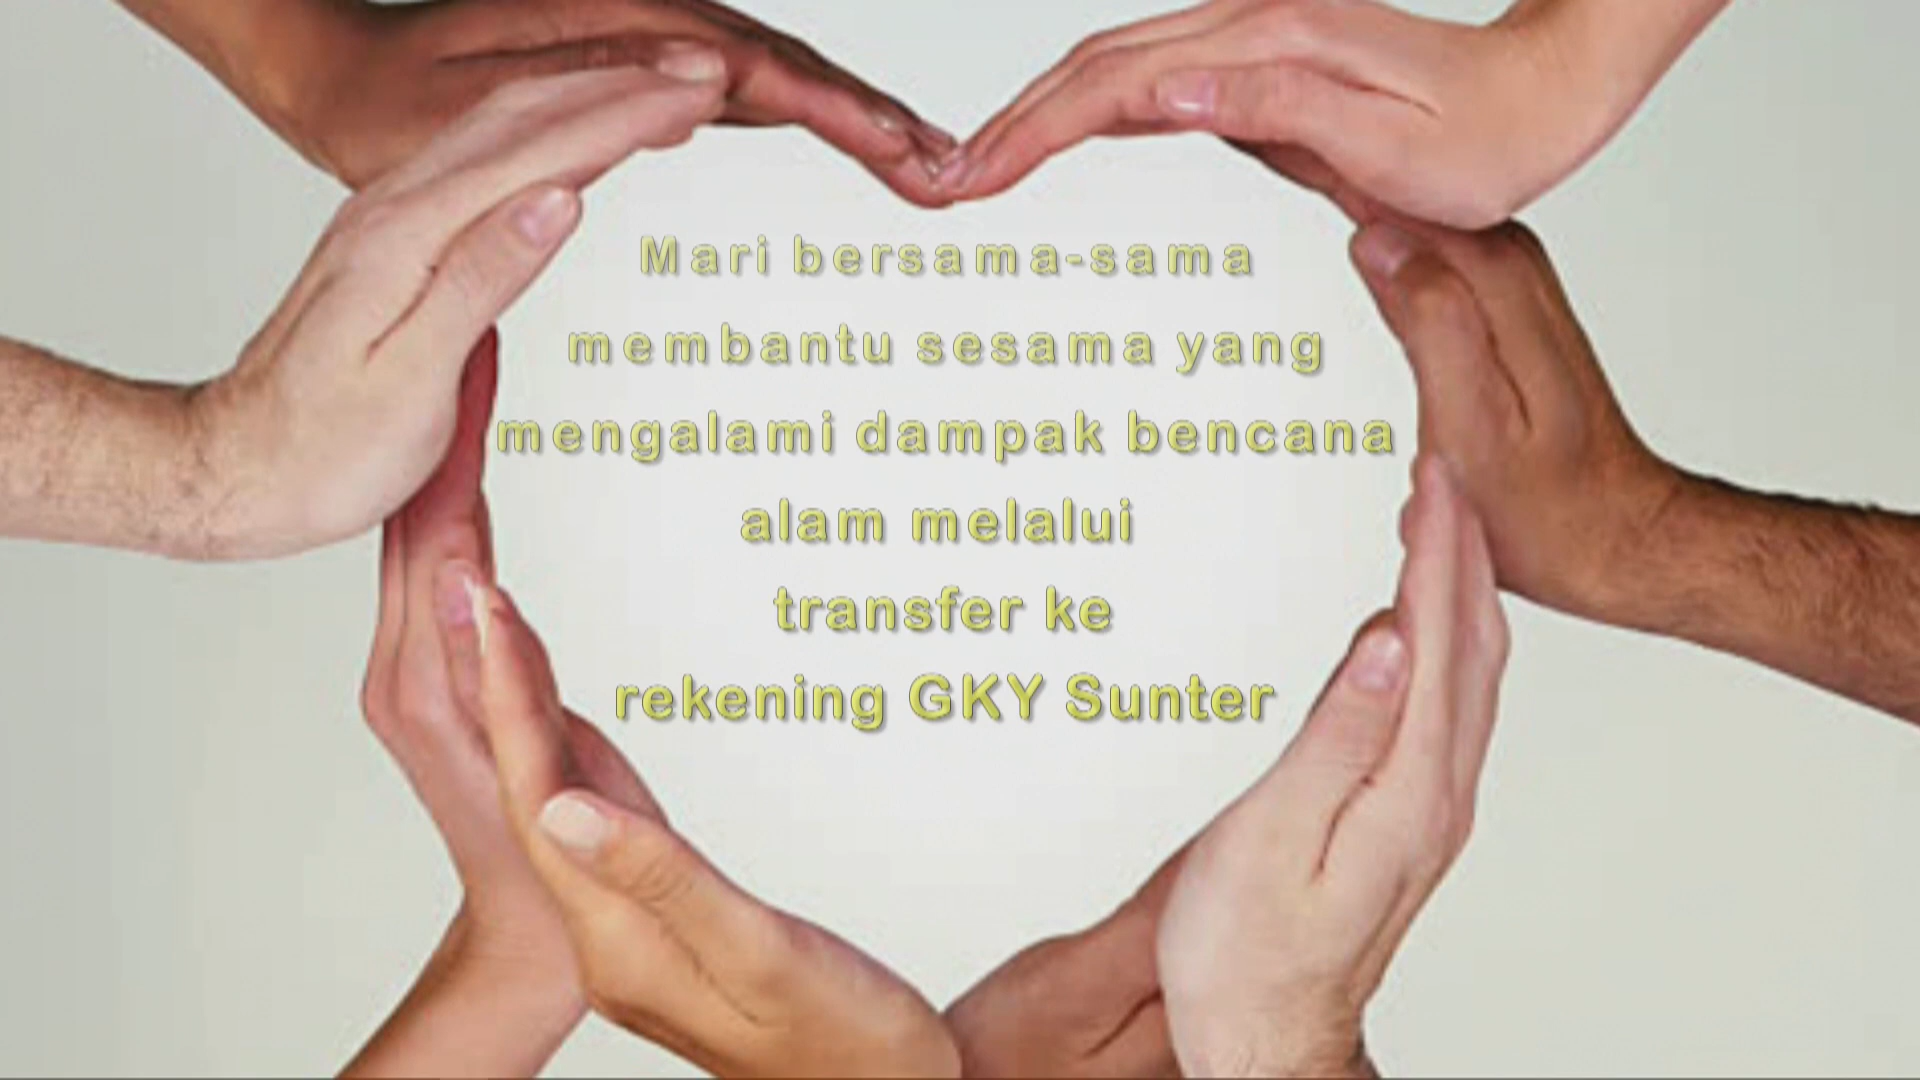 Mari bersama-sama
membantu sesama yang
mengalami dampak bencana
alam melalui
transfer ke
rekening GKY Sunter